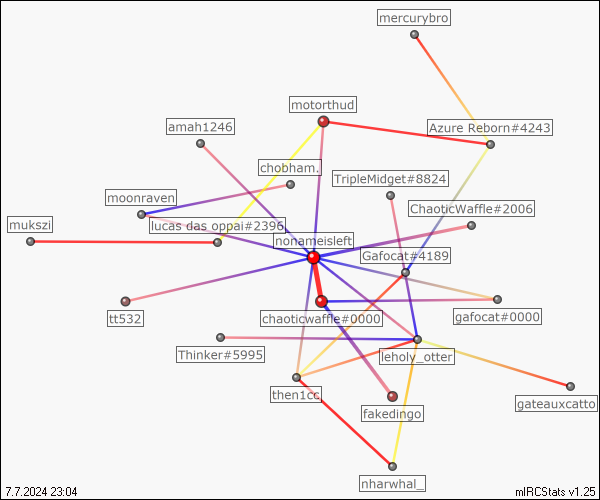 mercurybro
motorthud
amah1246
Azure Reborn#4243
chobham.
TripleMidget#8824
moonraven
ChaoticWaffle#2006
mukszi
lucas das oppai#2396
nonameisleft
Gafocat#4189
tt532
chaoticwaffle#0000
gafocat#0000
Thinker#5995
leholy_otter
then1cc
gateauxcatto
fakedingo
nharwhal_
7.7.2024 23:04
mIRCStats v1.25